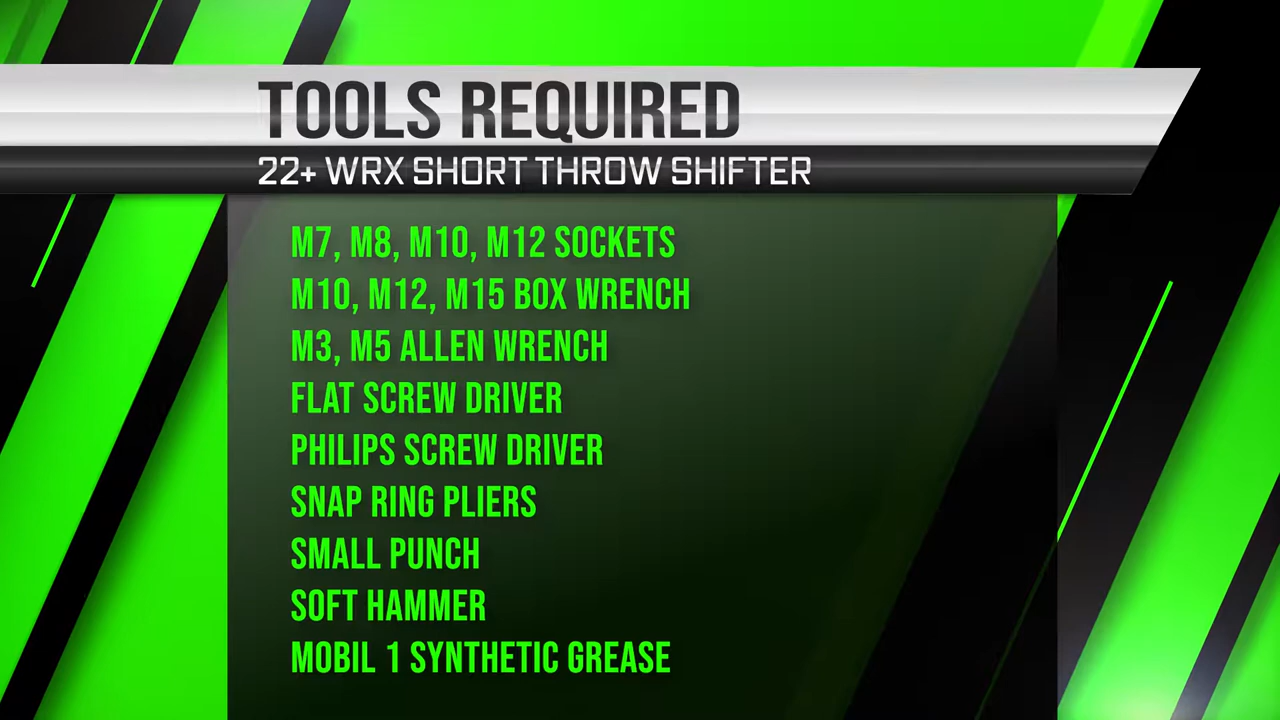 TOOLS REQUIRED
22+ WRX SHORT THROW SHIFTER
M7, M8, M10, M12 SOCKETS
M10, M12, M15 BOX WRENCH
M3, M5 ALLEN WRENCH
FLAT SCREW DRIVER
PHILIPS SCREW DRIVER
SNAP RING PLIERS
SMALL PUNCH
SOFT HAMMER
MOBIL 1 SYNTHETIC GREASE